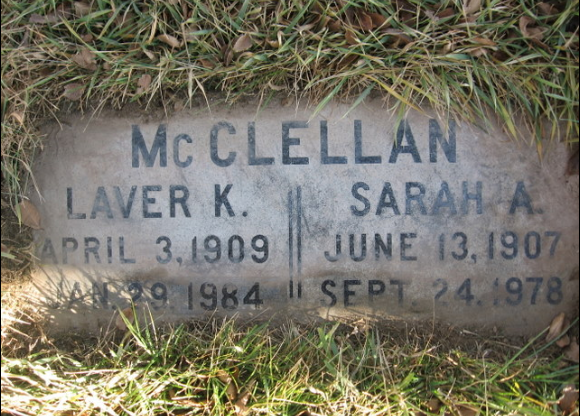 McCLELLAN
LAVER K. SARAH A.
APRIL 3, 1909 JUNE 13, 1907
JAN. 29, 1984 SEPT. 24, 1978